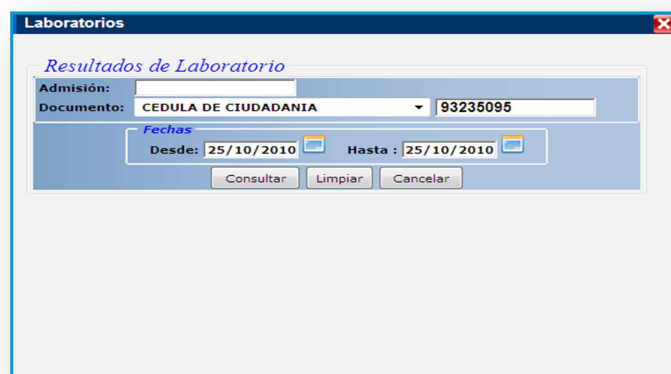 Laboratorios
Resultados de Laboratorio
Admisión:
Documento: CEDULA DE CIUDADANIA 93235095
Fechas
Desde: 25/10/2010 Hasta : 25/10/2010
Consultar Limpiar Cancelar